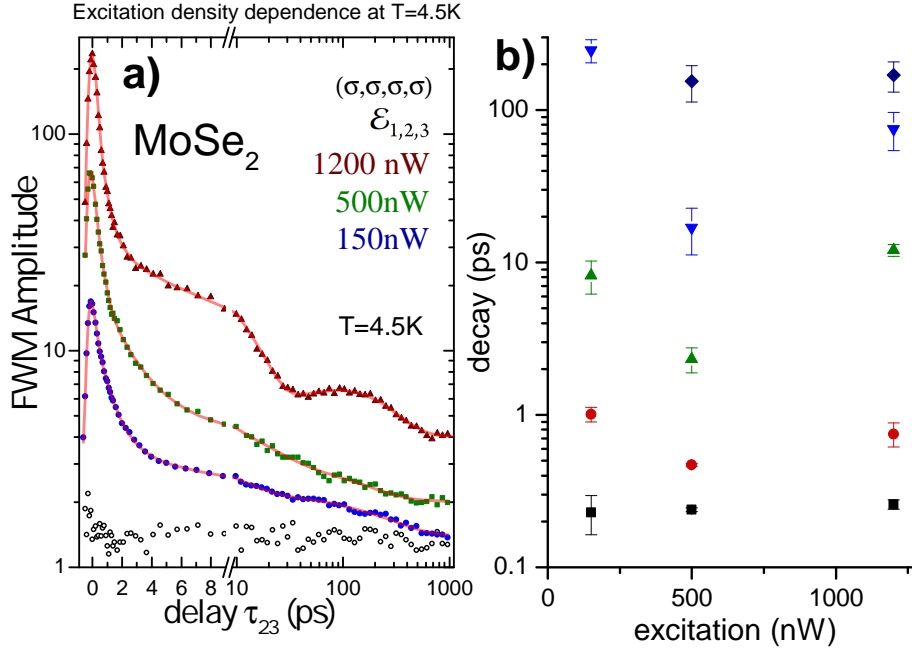 Excitation density dependence at T=4.5K
a)
(σ,σ,σ,σ)
ℰ1,2,3
MoSe2
1200 nW
500nW
150nW
T=4.5K
FWM Amplitude
100
10
1
0 2 4 6 8 10 100 1000
delay τ23 (ps)
b)
decay (ps)
100
10
1
0.1
0 500 1000
excitation (nW)